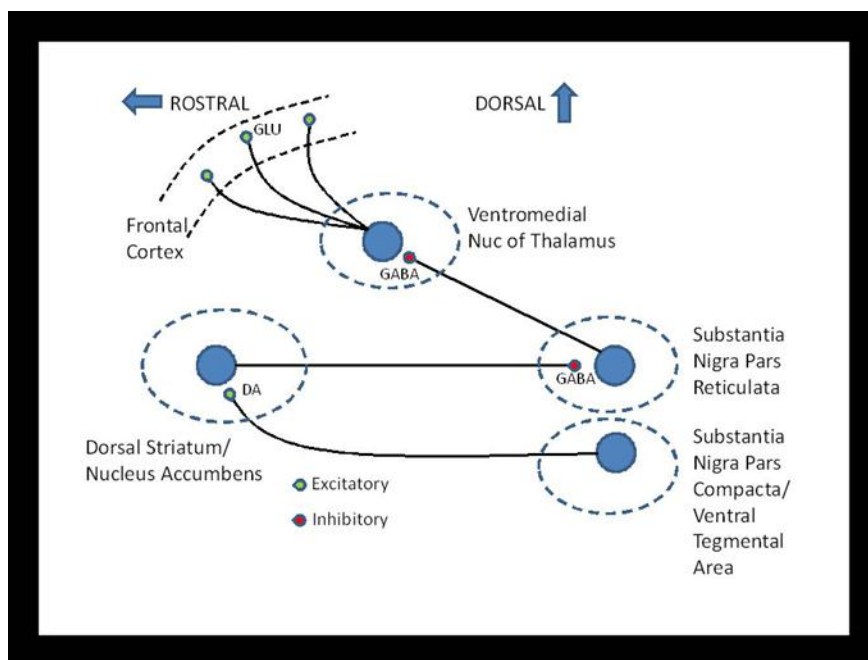 ROSTRAL
DORSAL
GLU
Frontal
Cortex
Ventromedial
Nuc of Thalamus
GABA
Substantia
Nigra Pars
Reticulata
GABA
DA
Dorsal Striatum/
Nucleus Accumbens
Substantia
Nigra Pars
Compacta/
Ventral
Tegmental
Area
Excitatory
Inhibitory